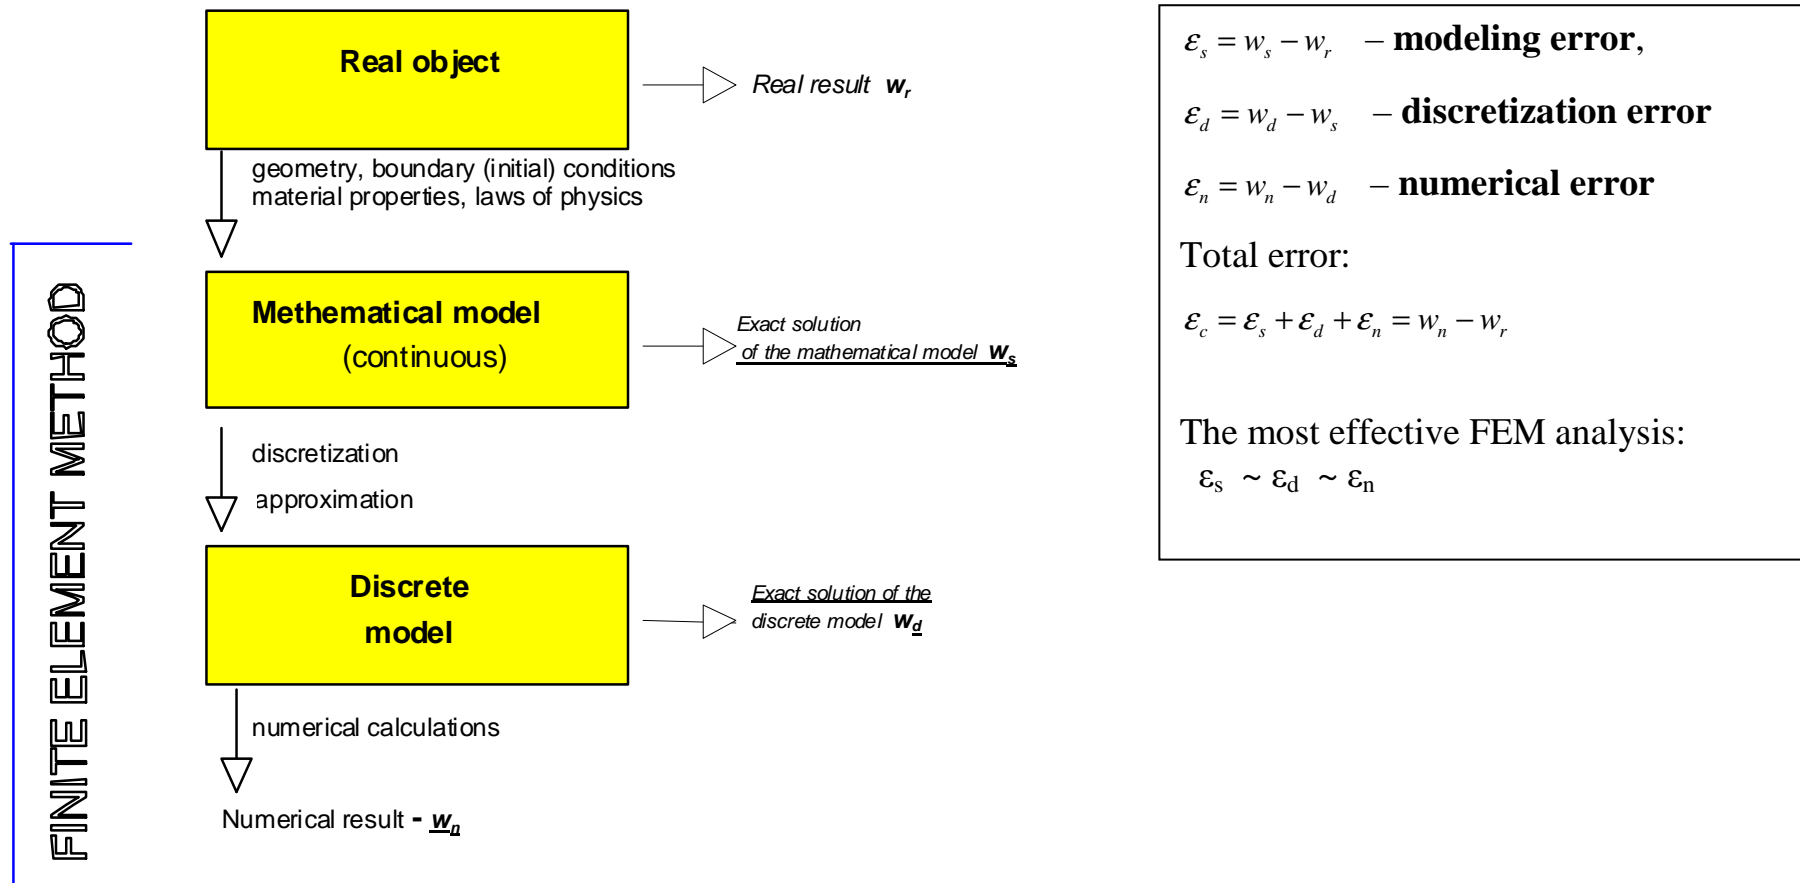 Real object
Real result w_r
geometry, boundary (initial) conditions
material properties, laws of physics
FINITE ELEMENT METHOD
Methematical model
(continuous)
Exact solution
of the mathematical model w_s
discretization
approximation
Discrete
model
Exact solution of the
discrete model w_d
numerical calculations
Numerical result - w_n
ε_s = w_s − w_r – modeling error,
ε_d = w_d − w_s – discretization error
ε_n = w_n − w_d – numerical error
Total error:
ε_c = ε_s + ε_d + ε_n = w_n − w_r
The most effective FEM analysis:
ε_s ~ ε_d ~ ε_n